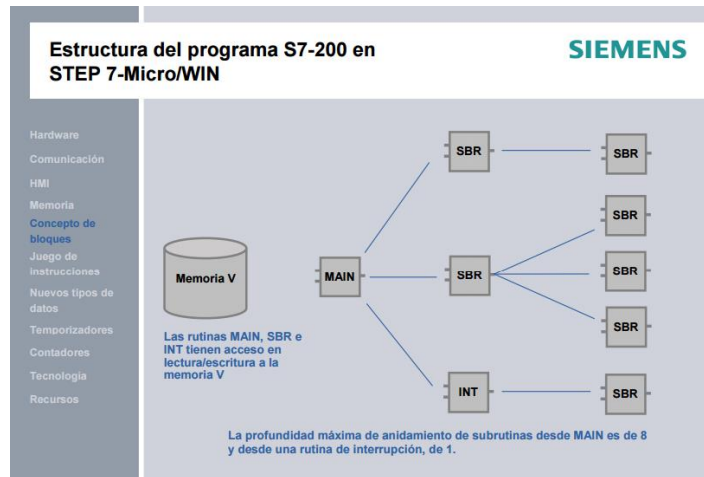 Estructura del programa S7-200 en
STEP 7-Micro/WIN
SIEMENS
Hardware
Comunicación
HMI
Memoria
Concepto de
bloques
Juego de
instrucciones
Nuevos tipos de
datos
Temporizadores
Contadores
Tecnología
Recursos
Memoria V
Las rutinas MAIN, SBR e
INT tienen acceso en
lectura/escritura a la
memoria V
MAIN
SBR
SBR
SBR
SBR
SBR
SBR
INT
SBR
La profundidad máxima de anidamiento de subrutinas desde MAIN es de 8
y desde una rutina de interrupción, de 1.